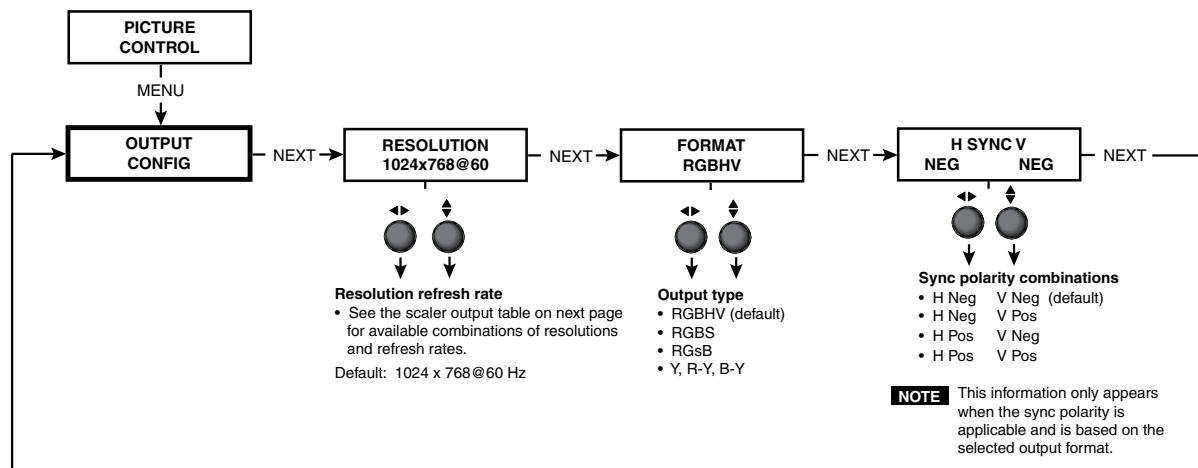 PICTURE
CONTROL
MENU
OUTPUT
CONFIG
NEXT
RESOLUTION
1024x768@60
NEXT
FORMAT
RGBHV
NEXT
H SYNC V
NEG NEG
NEXT
Resolution refresh rate
• See the scaler output table on next page
for available combinations of resolutions
and refresh rates.
Default: 1024 x 768@60 Hz
Output type
• RGBHV (default)
• RGBS
• RGsB
• Y, R-Y, B-Y
Sync polarity combinations
• H Neg V Neg (default)
• H Neg V Pos
• H Pos V Neg
• H Pos V Pos
NOTE This information only appears
when the sync polarity is
applicable and is based on the
selected output format.